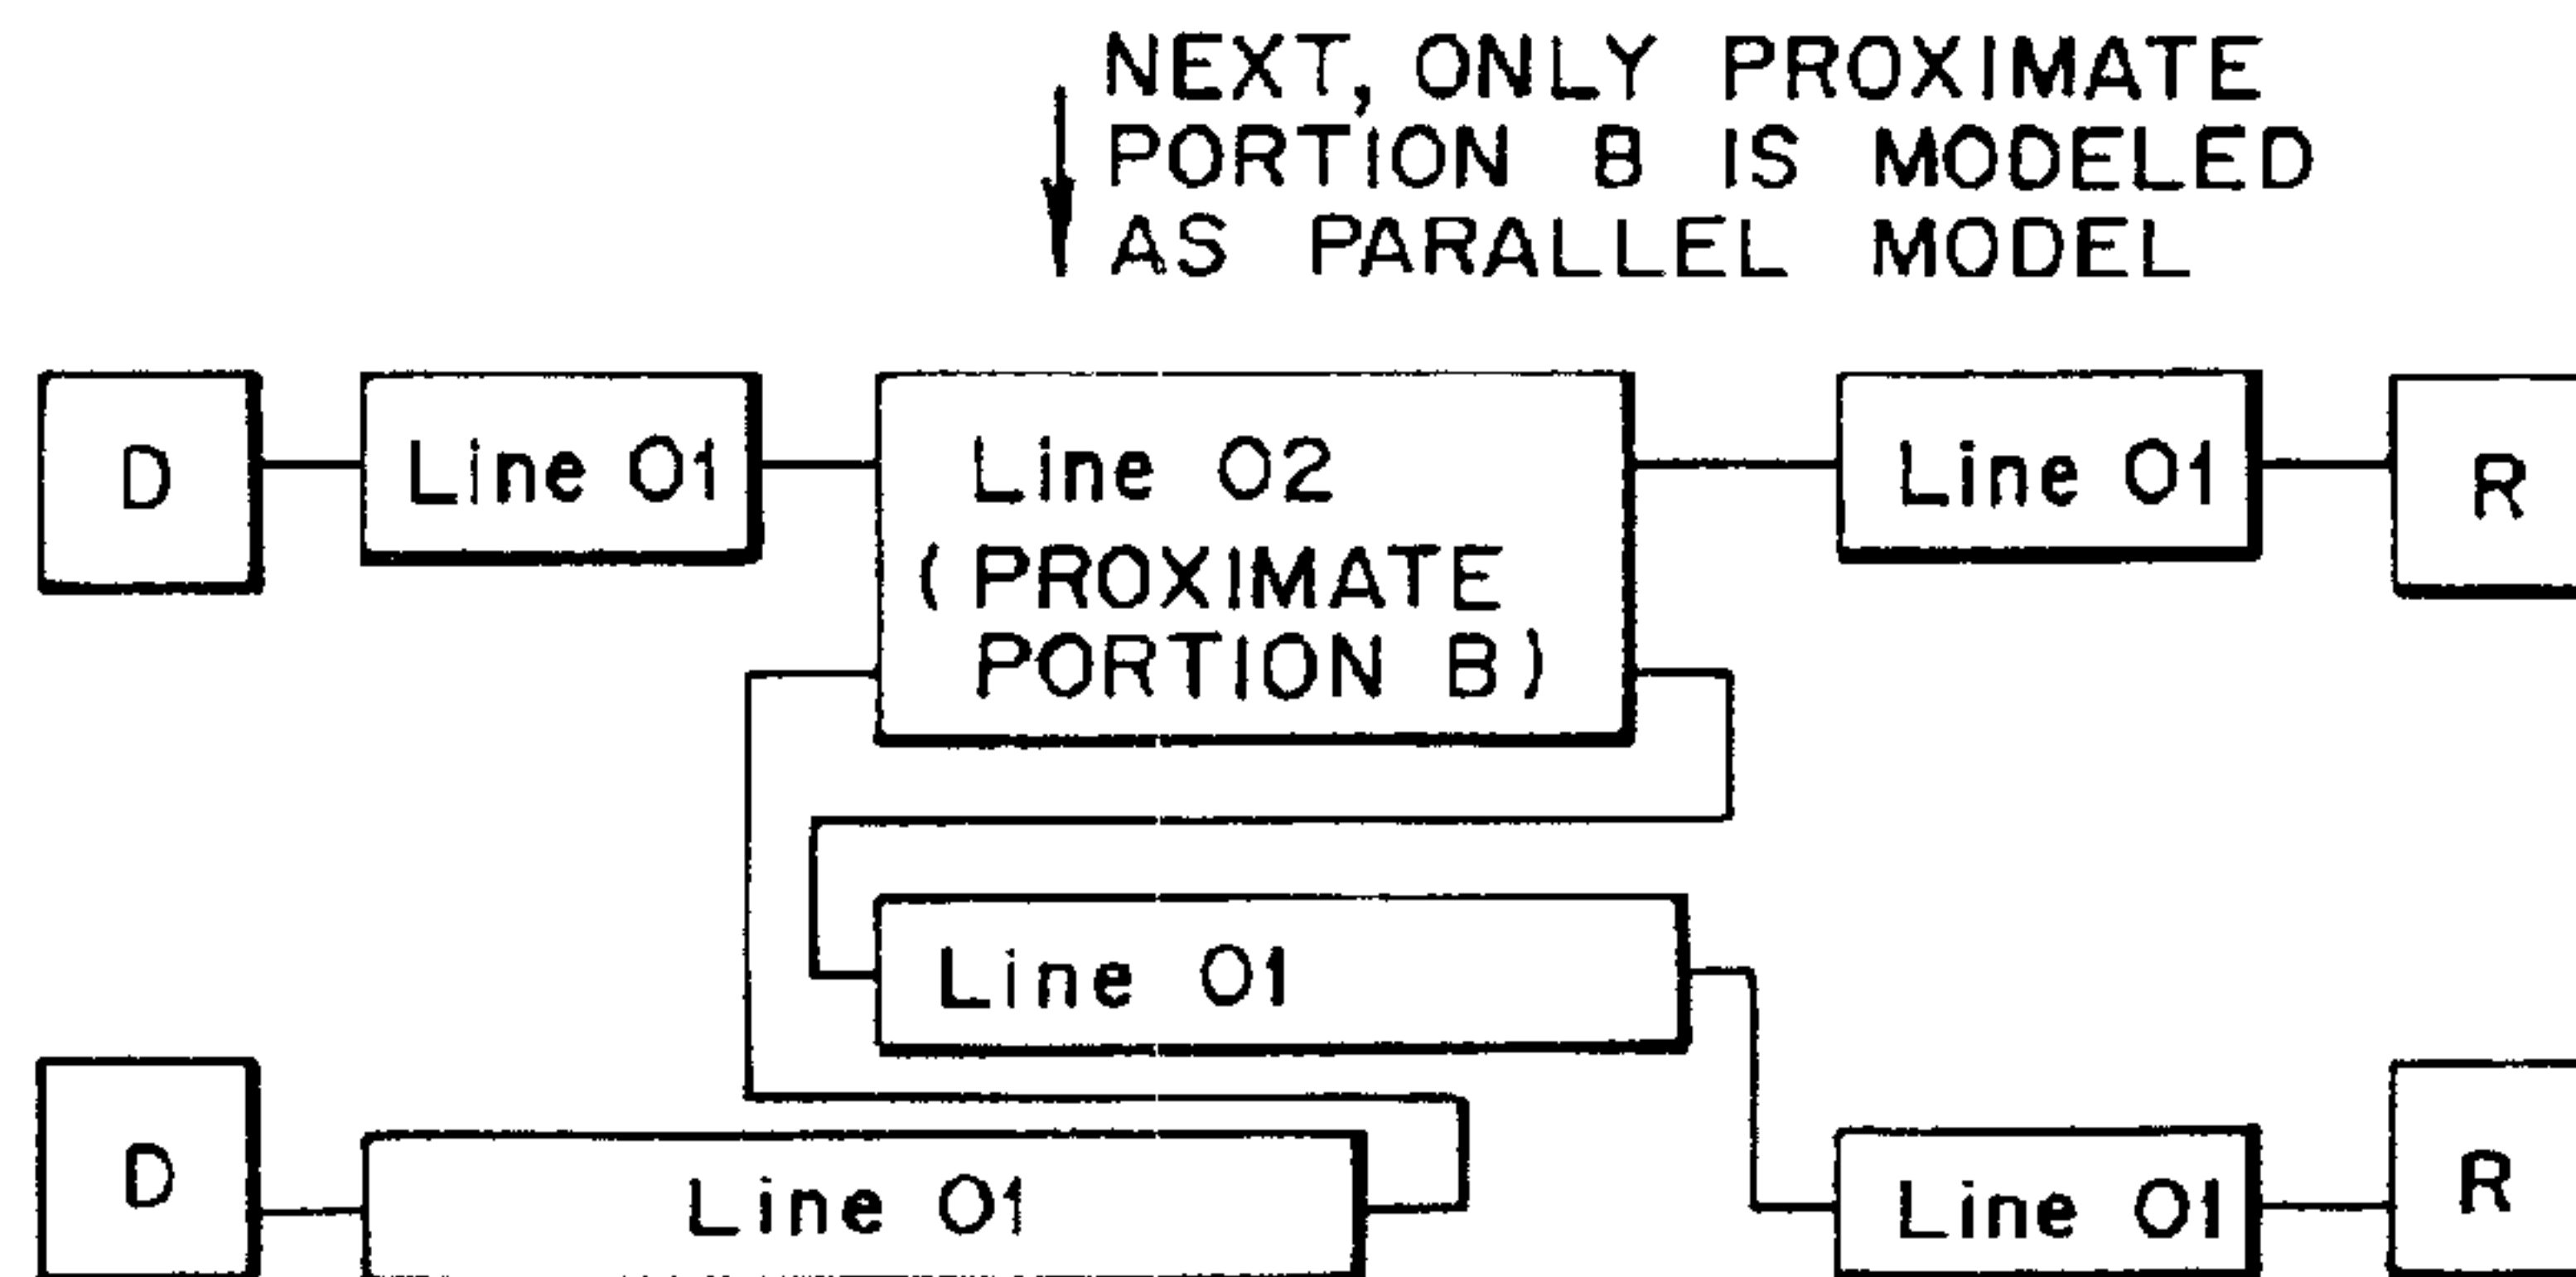 NEXT, ONLY PROXIMATE
PORTION B IS MODELED
AS PARALLEL MODEL
D
Line 01
Line 02
(PROXIMATE
PORTION B)
Line 01
R
Line 01
D
Line 01
Line 01
R